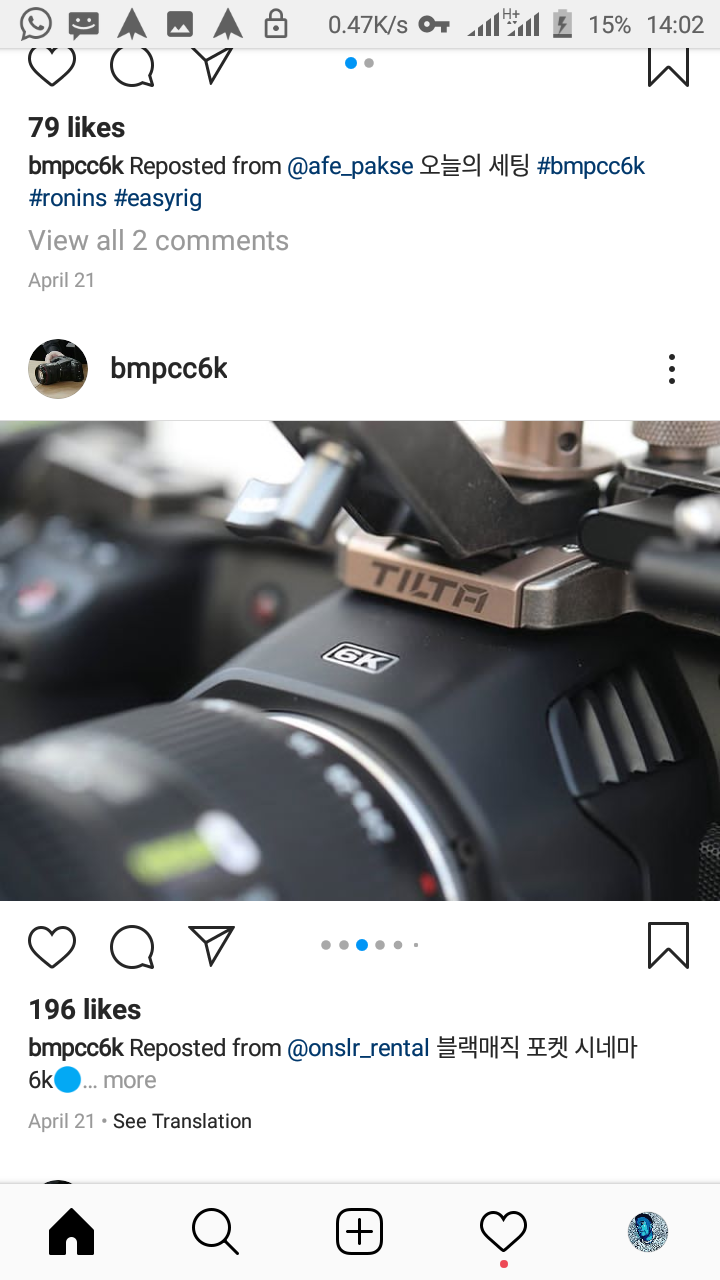 0.47K/s H+ 15% 14:02
79 likes
bmpcc6k Reposted from @afe_pakse 오늘의 세팅 #bmpcc6k
#ronins #easyrig
View all 2 comments
April 21
bmpcc6k
TILTA
6K
196 likes
bmpcc6k Reposted from @onslr_rental 블랙매직 포켓 시네마
6k🔵... more
April 21 • See Translation